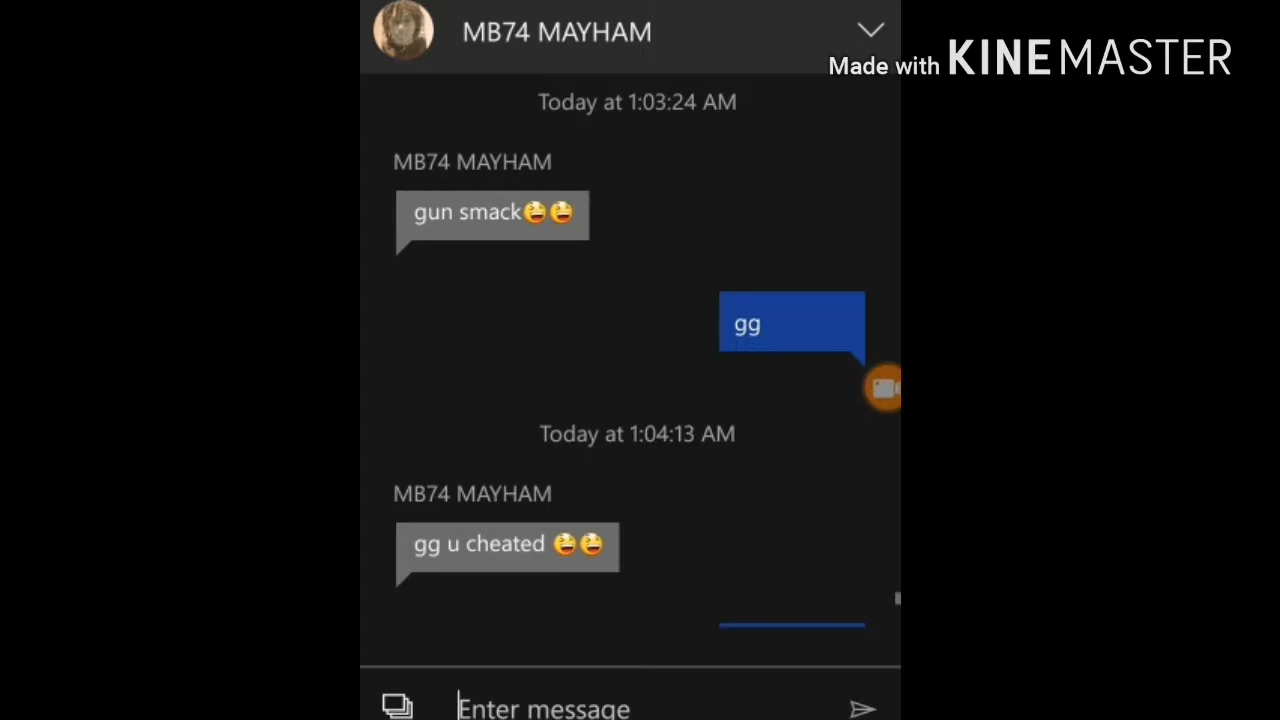 MB74 MAYHAM
Made with KINEMASTER
Today at 1:03:24 AM
MB74 MAYHAM
gun smack😆😆
gg
Today at 1:04:13 AM
MB74 MAYHAM
gg u cheated 😆😆
Enter message